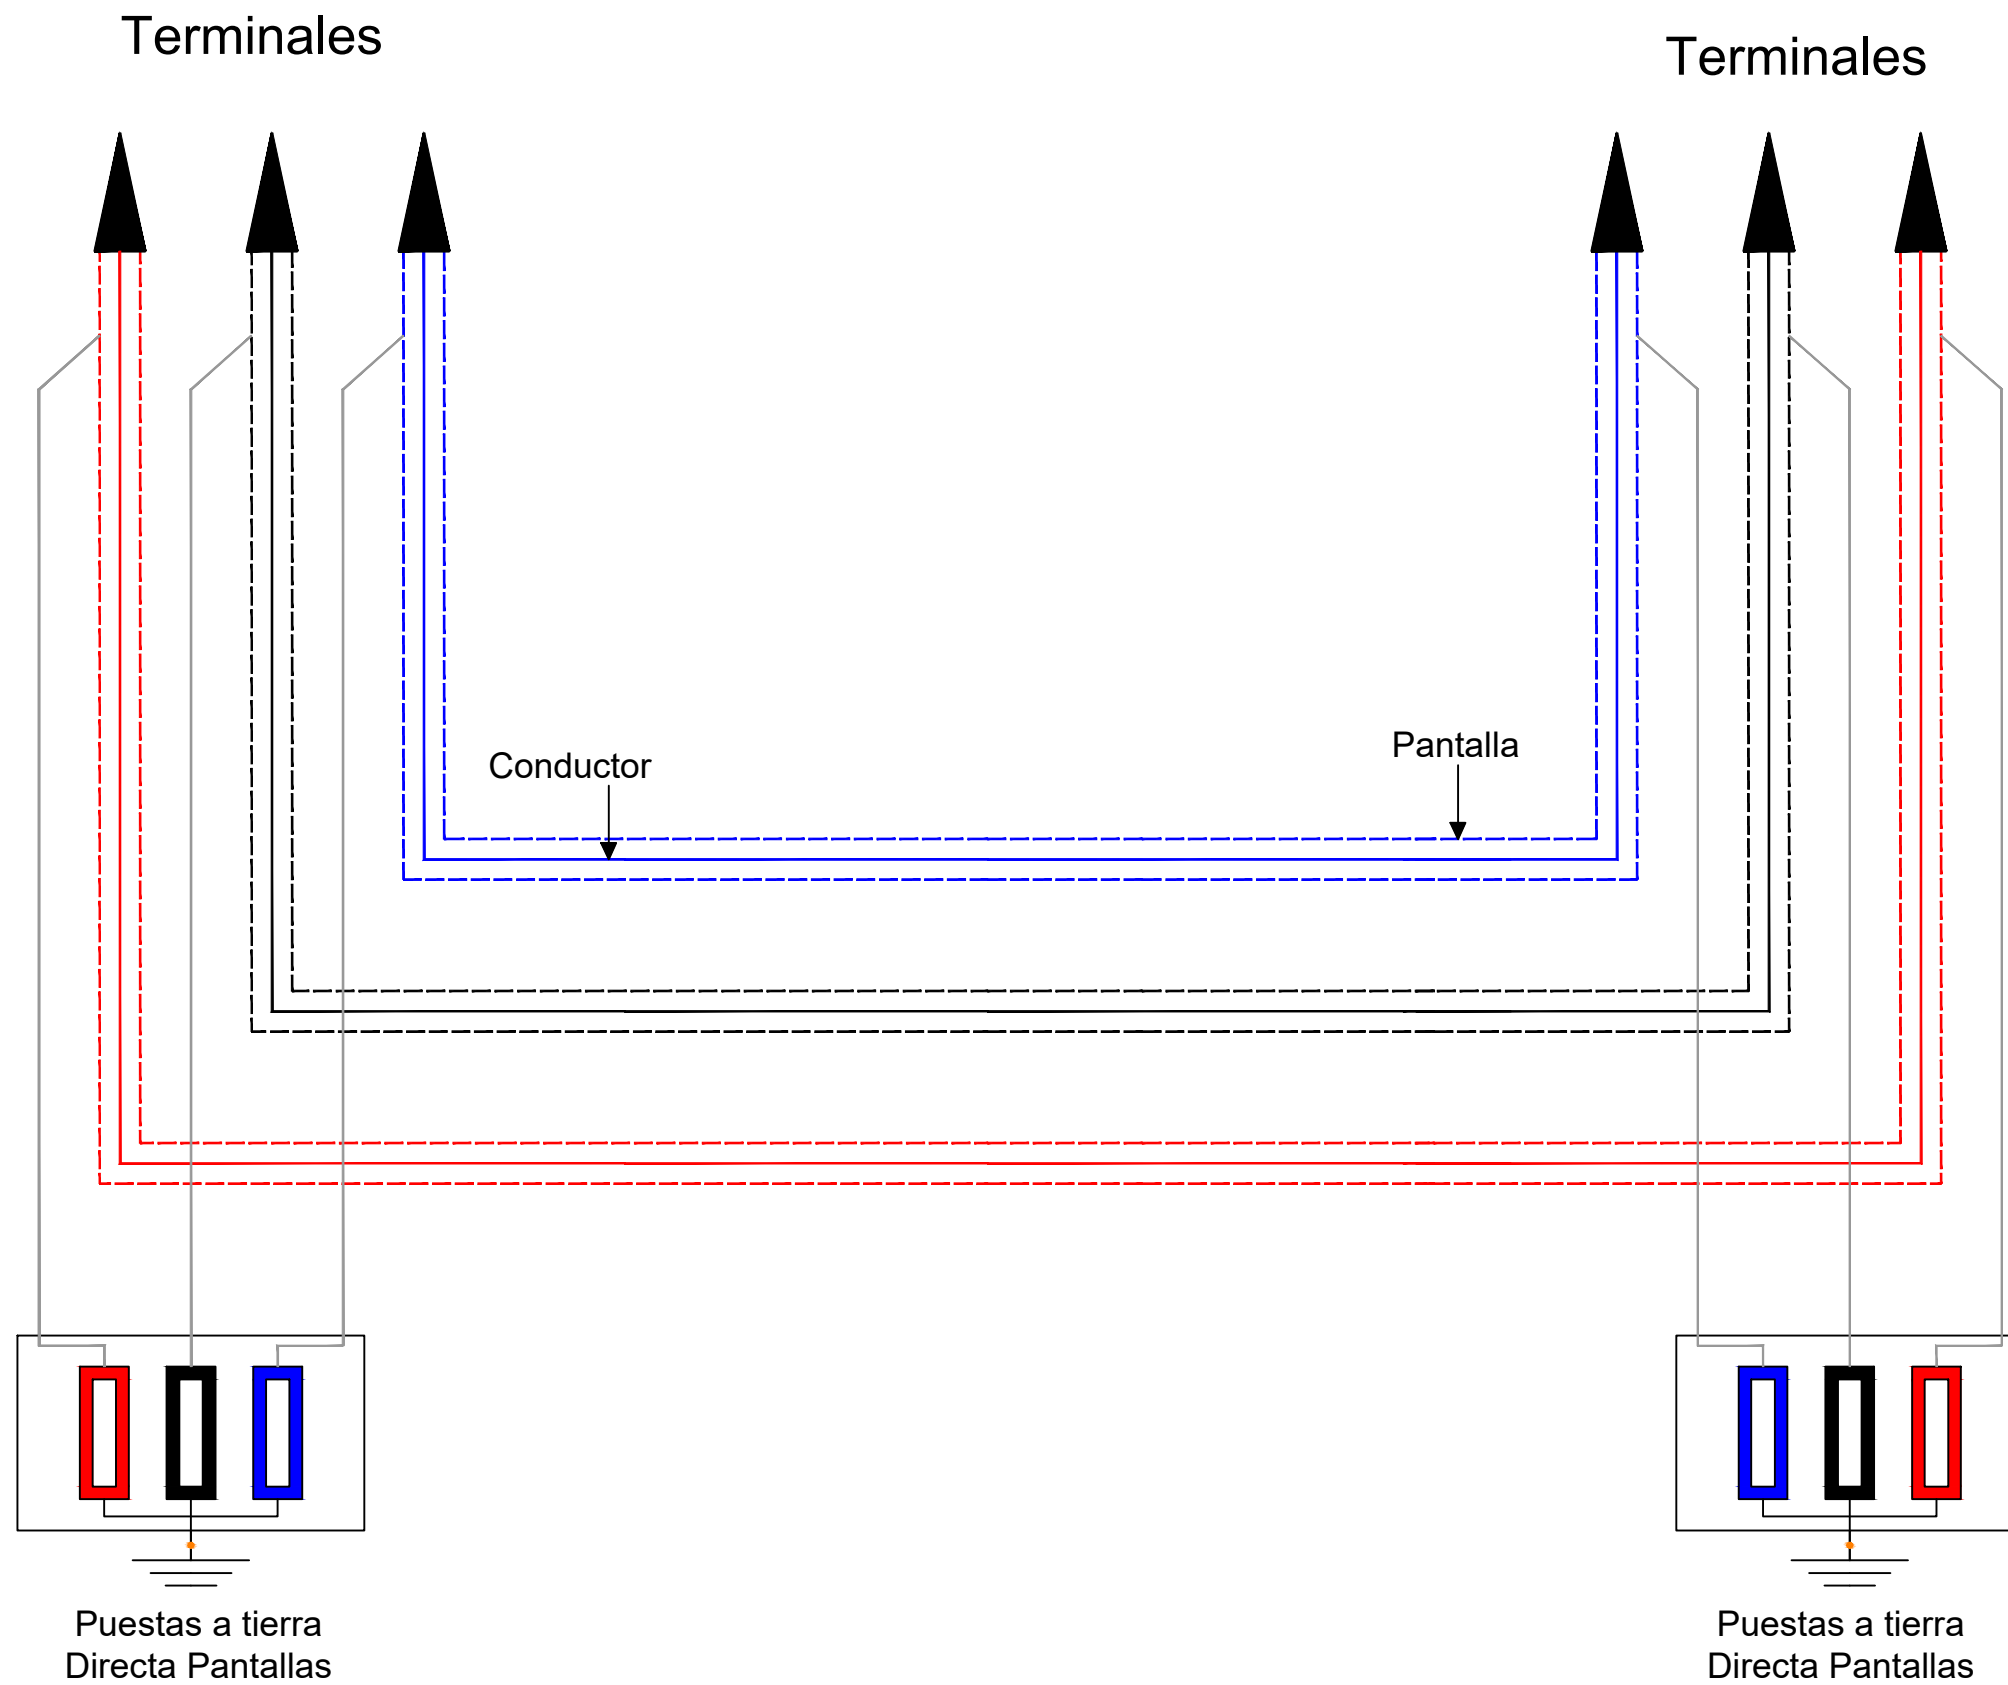 Terminales
Terminales
Conductor
Pantalla
Puestas a tierra
Directa Pantallas
Puestas a tierra
Directa Pantallas